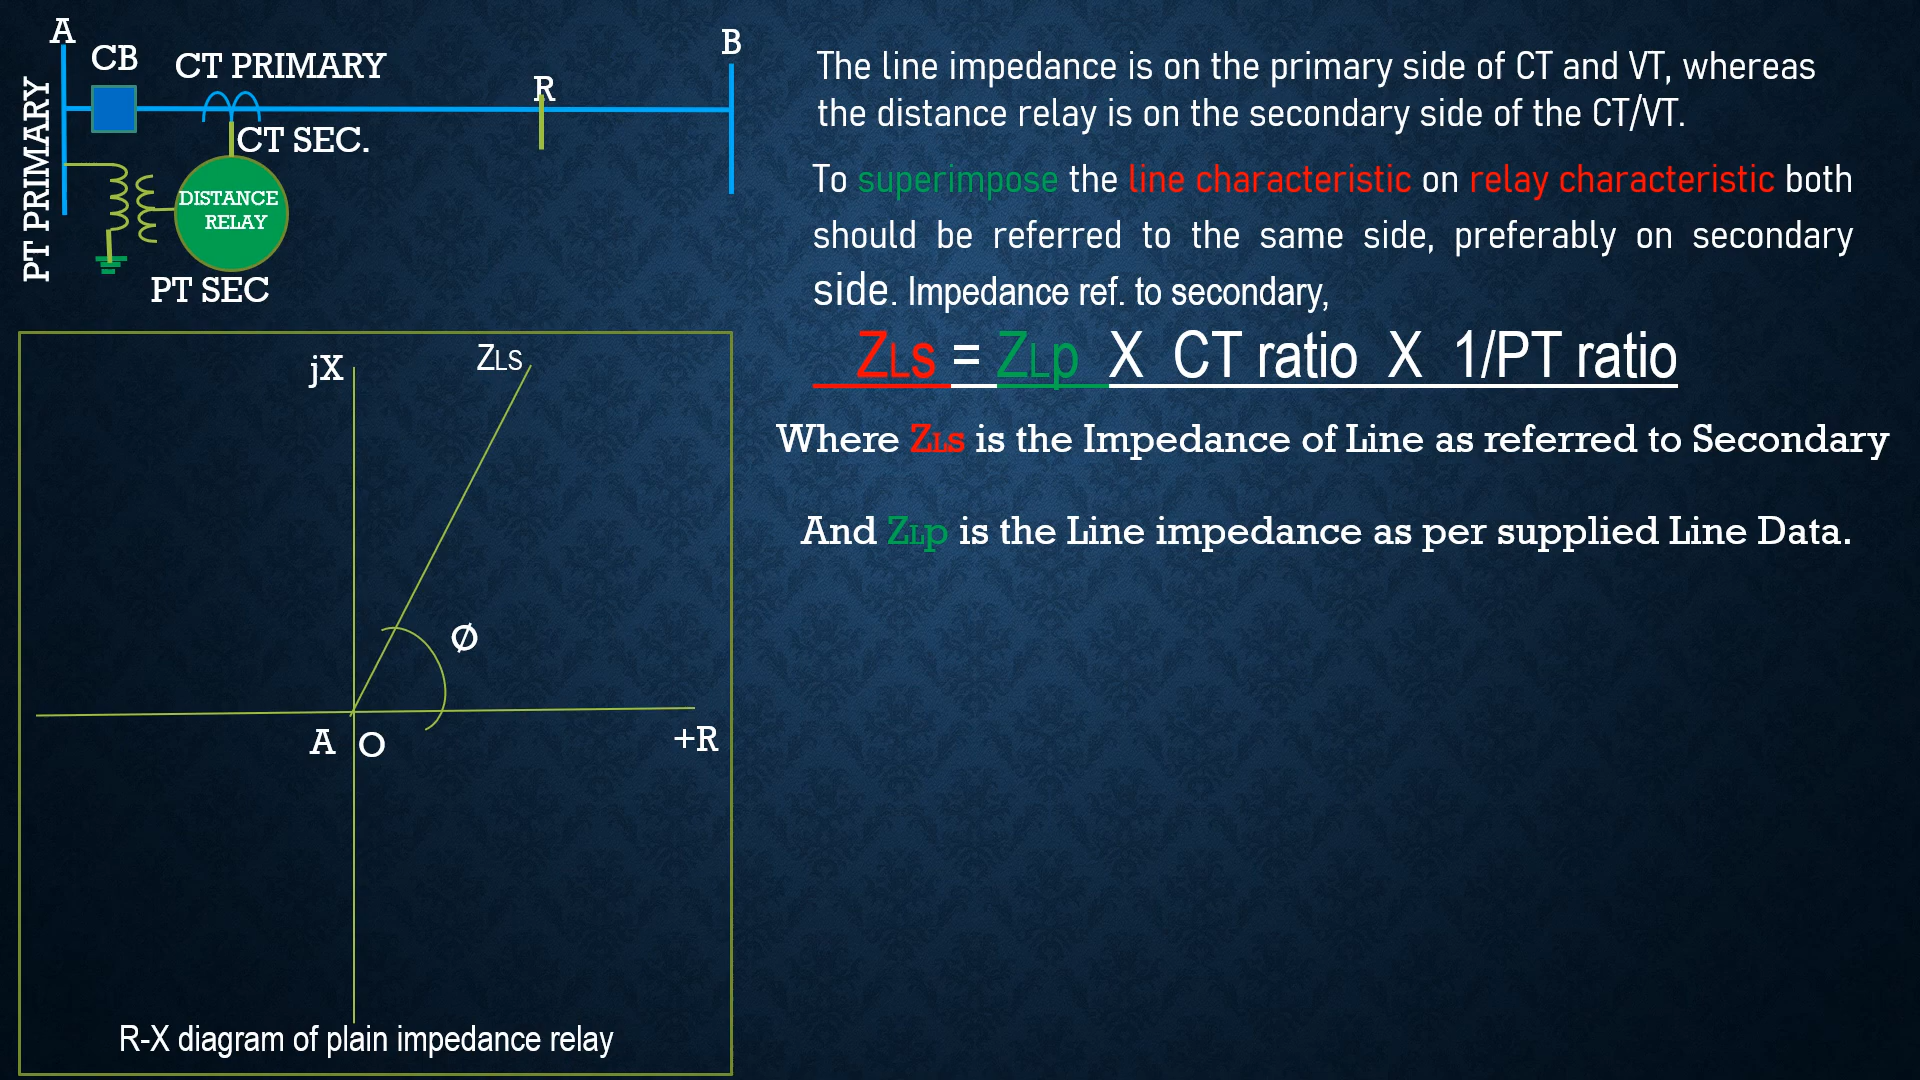 A
CB
CT PRIMARY
R
B
PT PRIMARY
CT SEC.
DISTANCE
RELAY
PT SEC
The line impedance is on the primary side of CT and VT, whereas
the distance relay is on the secondary side of the CT/VT.
To superimpose the line characteristic on relay characteristic both
should be referred to the same side, preferably on secondary
side. Impedance ref. to secondary,
ZLs = ZLp X CT ratio X 1/PT ratio
Where ZLs is the Impedance of Line as referred to Secondary
And ZLp is the Line impedance as per supplied Line Data.
jX
ZLS
Ø
A
O
+R
R-X diagram of plain impedance relay